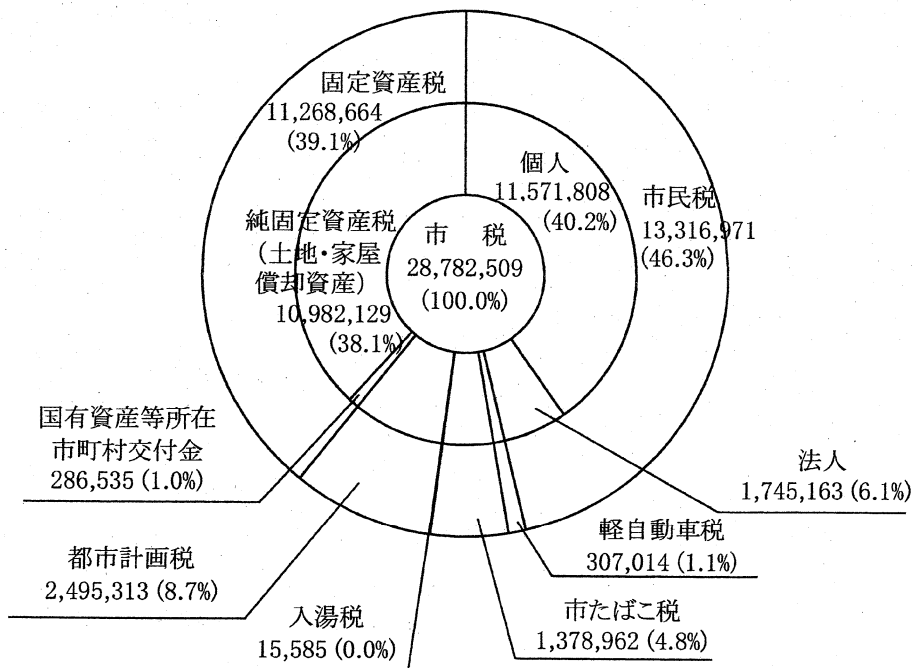 固定資産税
11,268,664
(39.1%)
個人
11,571,808
(40.2%)
市民税
13,316,971
(46.3%)
純固定資産税
(土地・家屋
償却資産)
10,982,129
(38.1%)
市 税
28,782,509
(100.0%)
国有資産等所在
市町村交付金
286,535 (1.0%)
法人
1,745,163 (6.1%)
軽自動車税
307,014 (1.1%)
都市計画税
2,495,313 (8.7%)
入湯税
15,585 (0.0%)
市たばこ税
1,378,962 (4.8%)